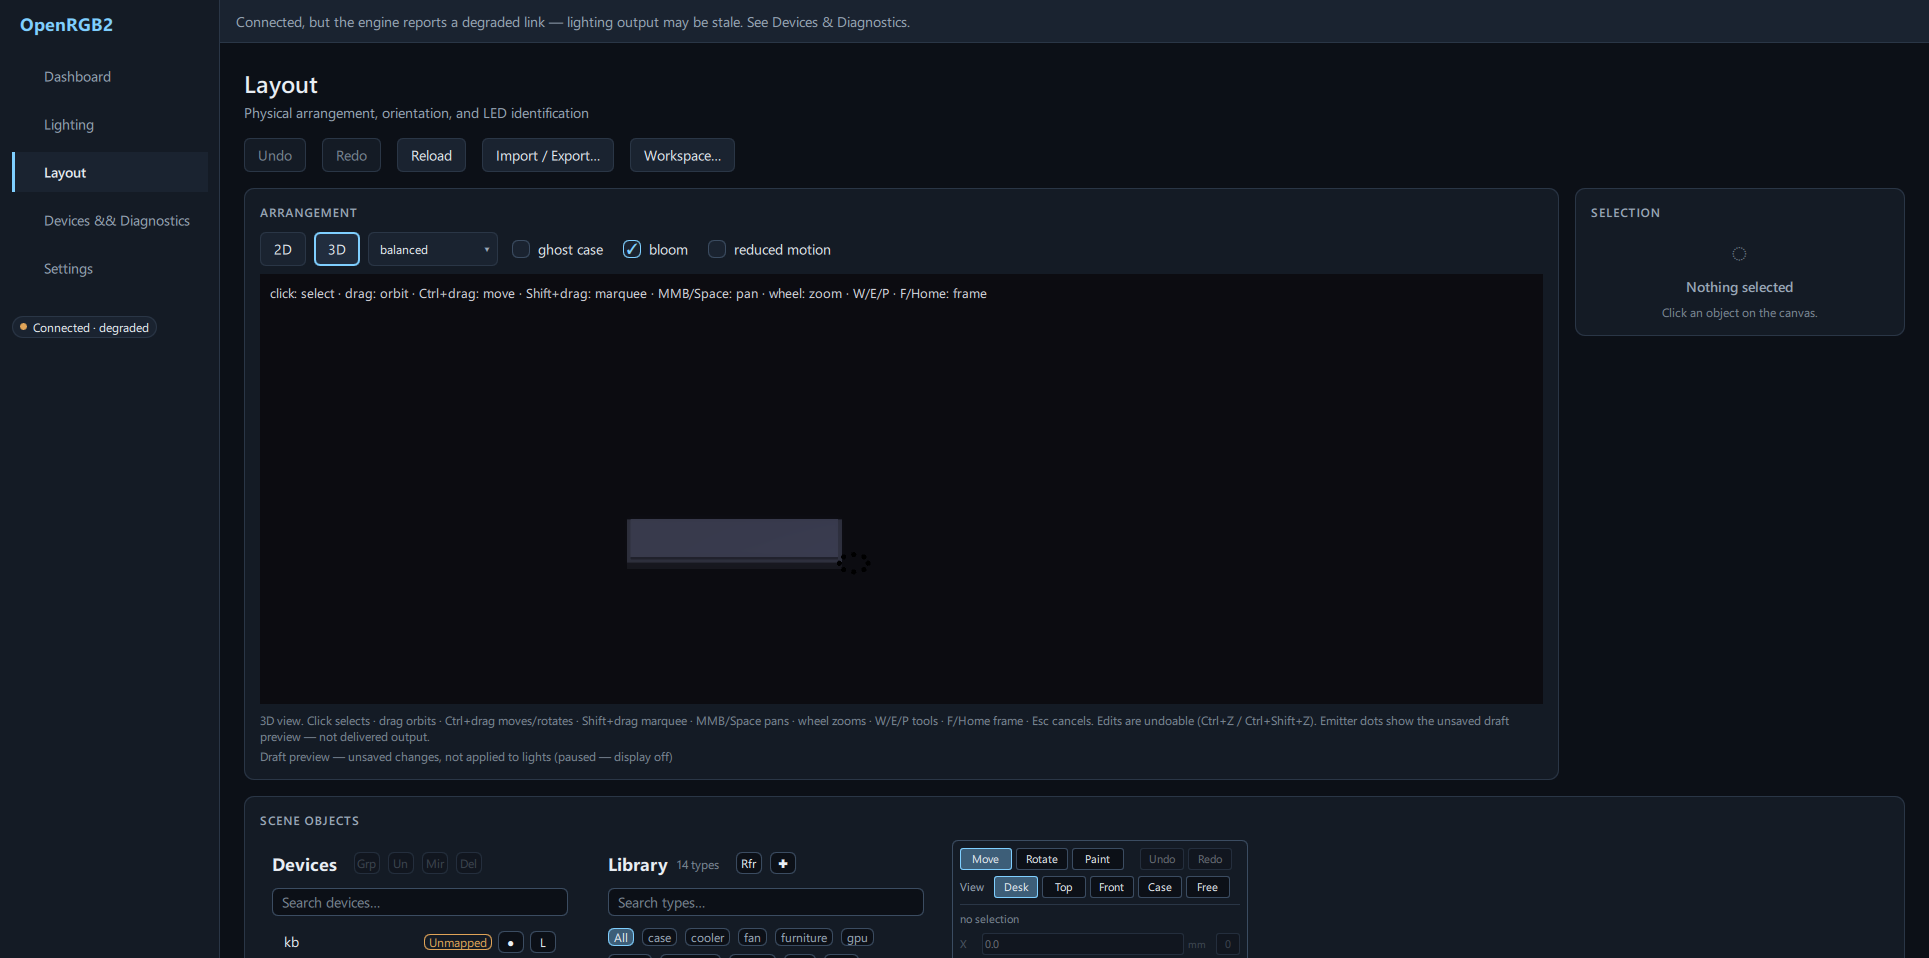 OpenRGB2
Dashboard
Lighting
Layout
Devices && Diagnostics
Settings
Connected · degraded
Connected, but the engine reports a degraded link — lighting output may be stale. See Devices & Diagnostics.
Layout
Physical arrangement, orientation, and LED identification
Undo Redo Reload Import / Export... Workspace...
ARRANGEMENT
2D 3D balanced ghost case bloom reduced motion
click: select · drag: orbit · Ctrl+drag: move · Shift+drag: marquee · MMB/Space: pan · wheel: zoom · W/E/P · F/Home: frame
3D view. Click selects · drag orbits · Ctrl+drag moves/rotates · Shift+drag marquee · MMB/Space pans · wheel zooms · W/E/P tools · F/Home frame · Esc cancels. Edits are undoable (Ctrl+Z / Ctrl+Shift+Z). Emitter dots show the unsaved draft
preview — not delivered output.
Draft preview — unsaved changes, not applied to lights (paused — display off)
SELECTION
Nothing selected
Click an object on the canvas.
SCENE OBJECTS
Devices Grp Un Mir Del
Search devices...
kb Unmapped L
Library 14 types Rfr
Search types...
All case cooler fan furniture gpu
Move Rotate Paint Undo Redo
View Desk Top Front Case Free
no selection
X 0.0 mm 0